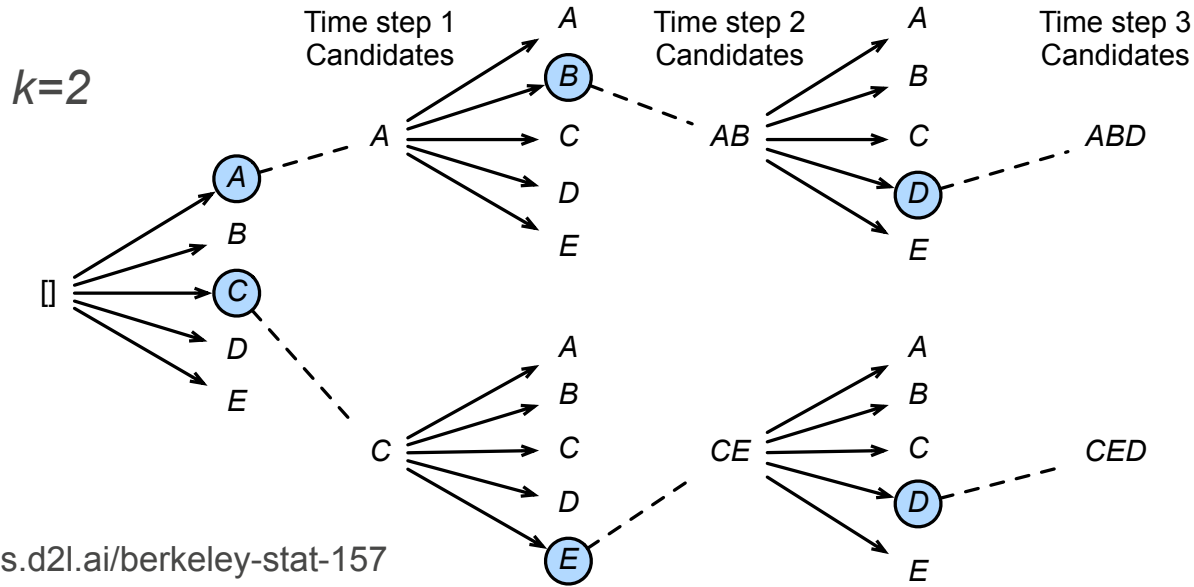 Time step 1
Candidates
Time step 2
Candidates
Time step 3
Candidates
k=2
[]
A
B
C
D
E
A
A
B
C
D
E
AB
A
B
C
D
E
ABD
C
A
B
C
D
E
CE
A
B
C
D
E
CED
s.d2l.ai/berkeley-stat-157